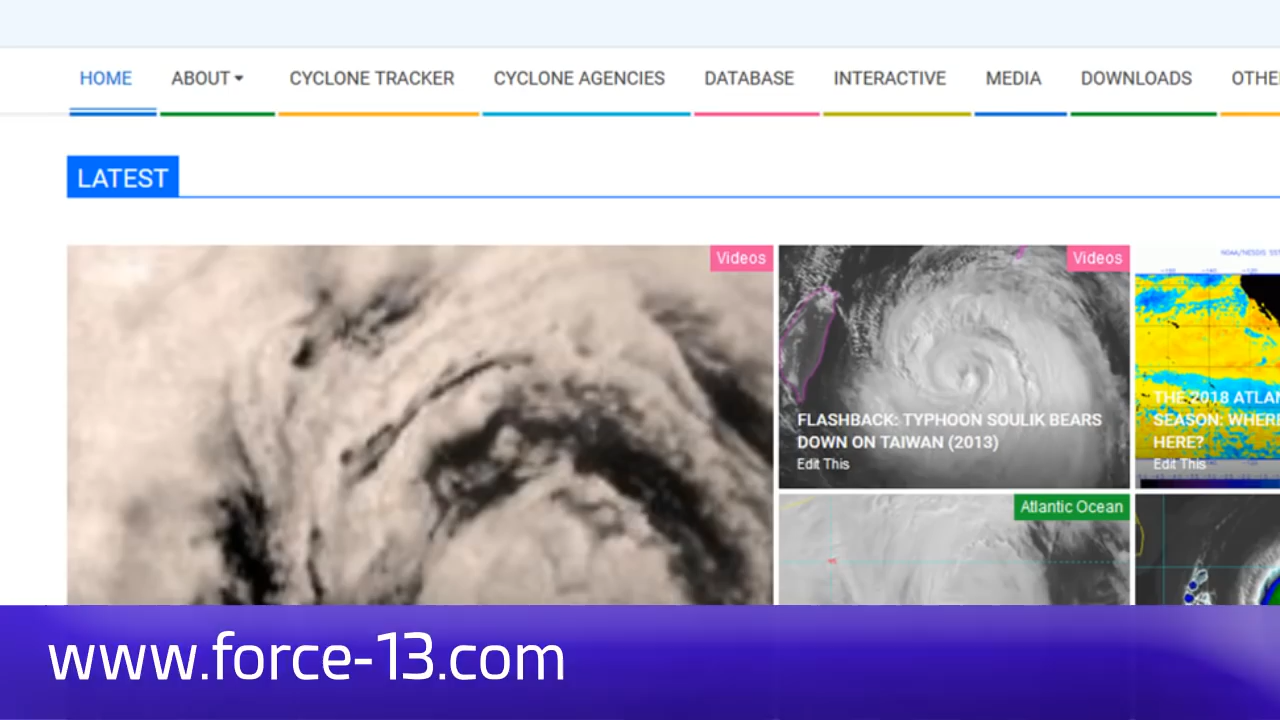 HOME ABOUT CYCLONE TRACKER CYCLONE AGENCIES DATABASE INTERACTIVE MEDIA DOWNLOADS OTHE
LATEST
Videos
Videos
FLASHBACK: TYPHOON SOULIK BEARS
DOWN ON TAIWAN (2013)
Edit This
THE 2018 ATLAN
SEASON: WHERE
HERE?
Edit This
Atlantic Ocean
www.force-13.com